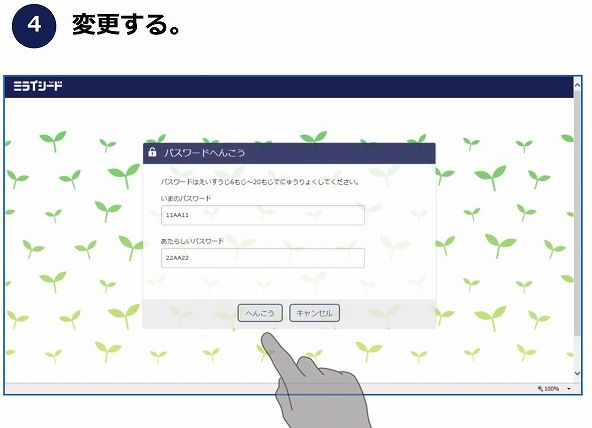 4 変更する。
ミライシード
パスワードへんこう
パスワードはえいすうじ6もじ～20もじでにゅうりょくしてください。
いまのパスワード
11AA11
あたらしいパスワード
22AA22
へんこう キャンセル
100%